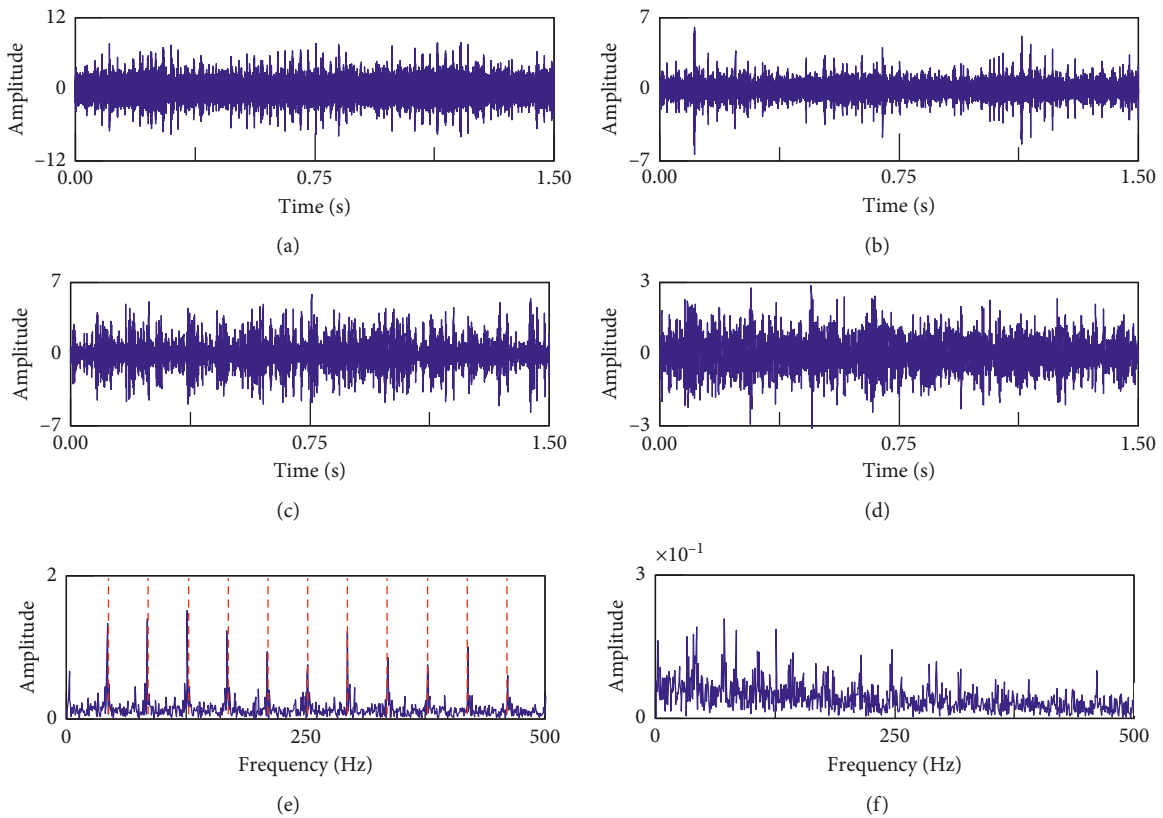 12
0
−12
Amplitude
0.00 0.75 1.50
Time (s)
(a)
7
0
−7
Amplitude
0.00 0.75 1.50
Time (s)
(b)
7
0
−7
Amplitude
0.00 0.75 1.50
Time (s)
(c)
3
0
−3
Amplitude
0.00 0.75 1.50
Time (s)
(d)
2
0
Amplitude
0 250 500
Frequency (Hz)
(e)
×10−1
3
0
Amplitude
0 250 500
Frequency (Hz)
(f)